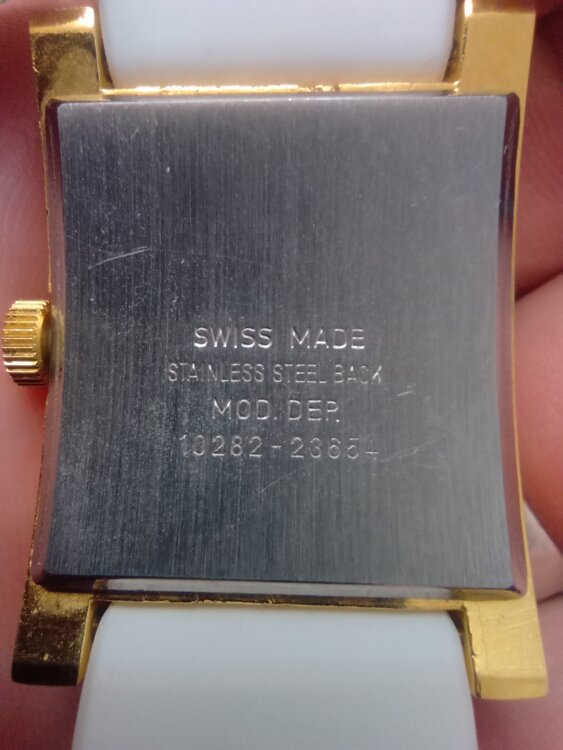 SWISS MADE
STAINLESS STEEL BACK
MOD. DEP.
10282-23654